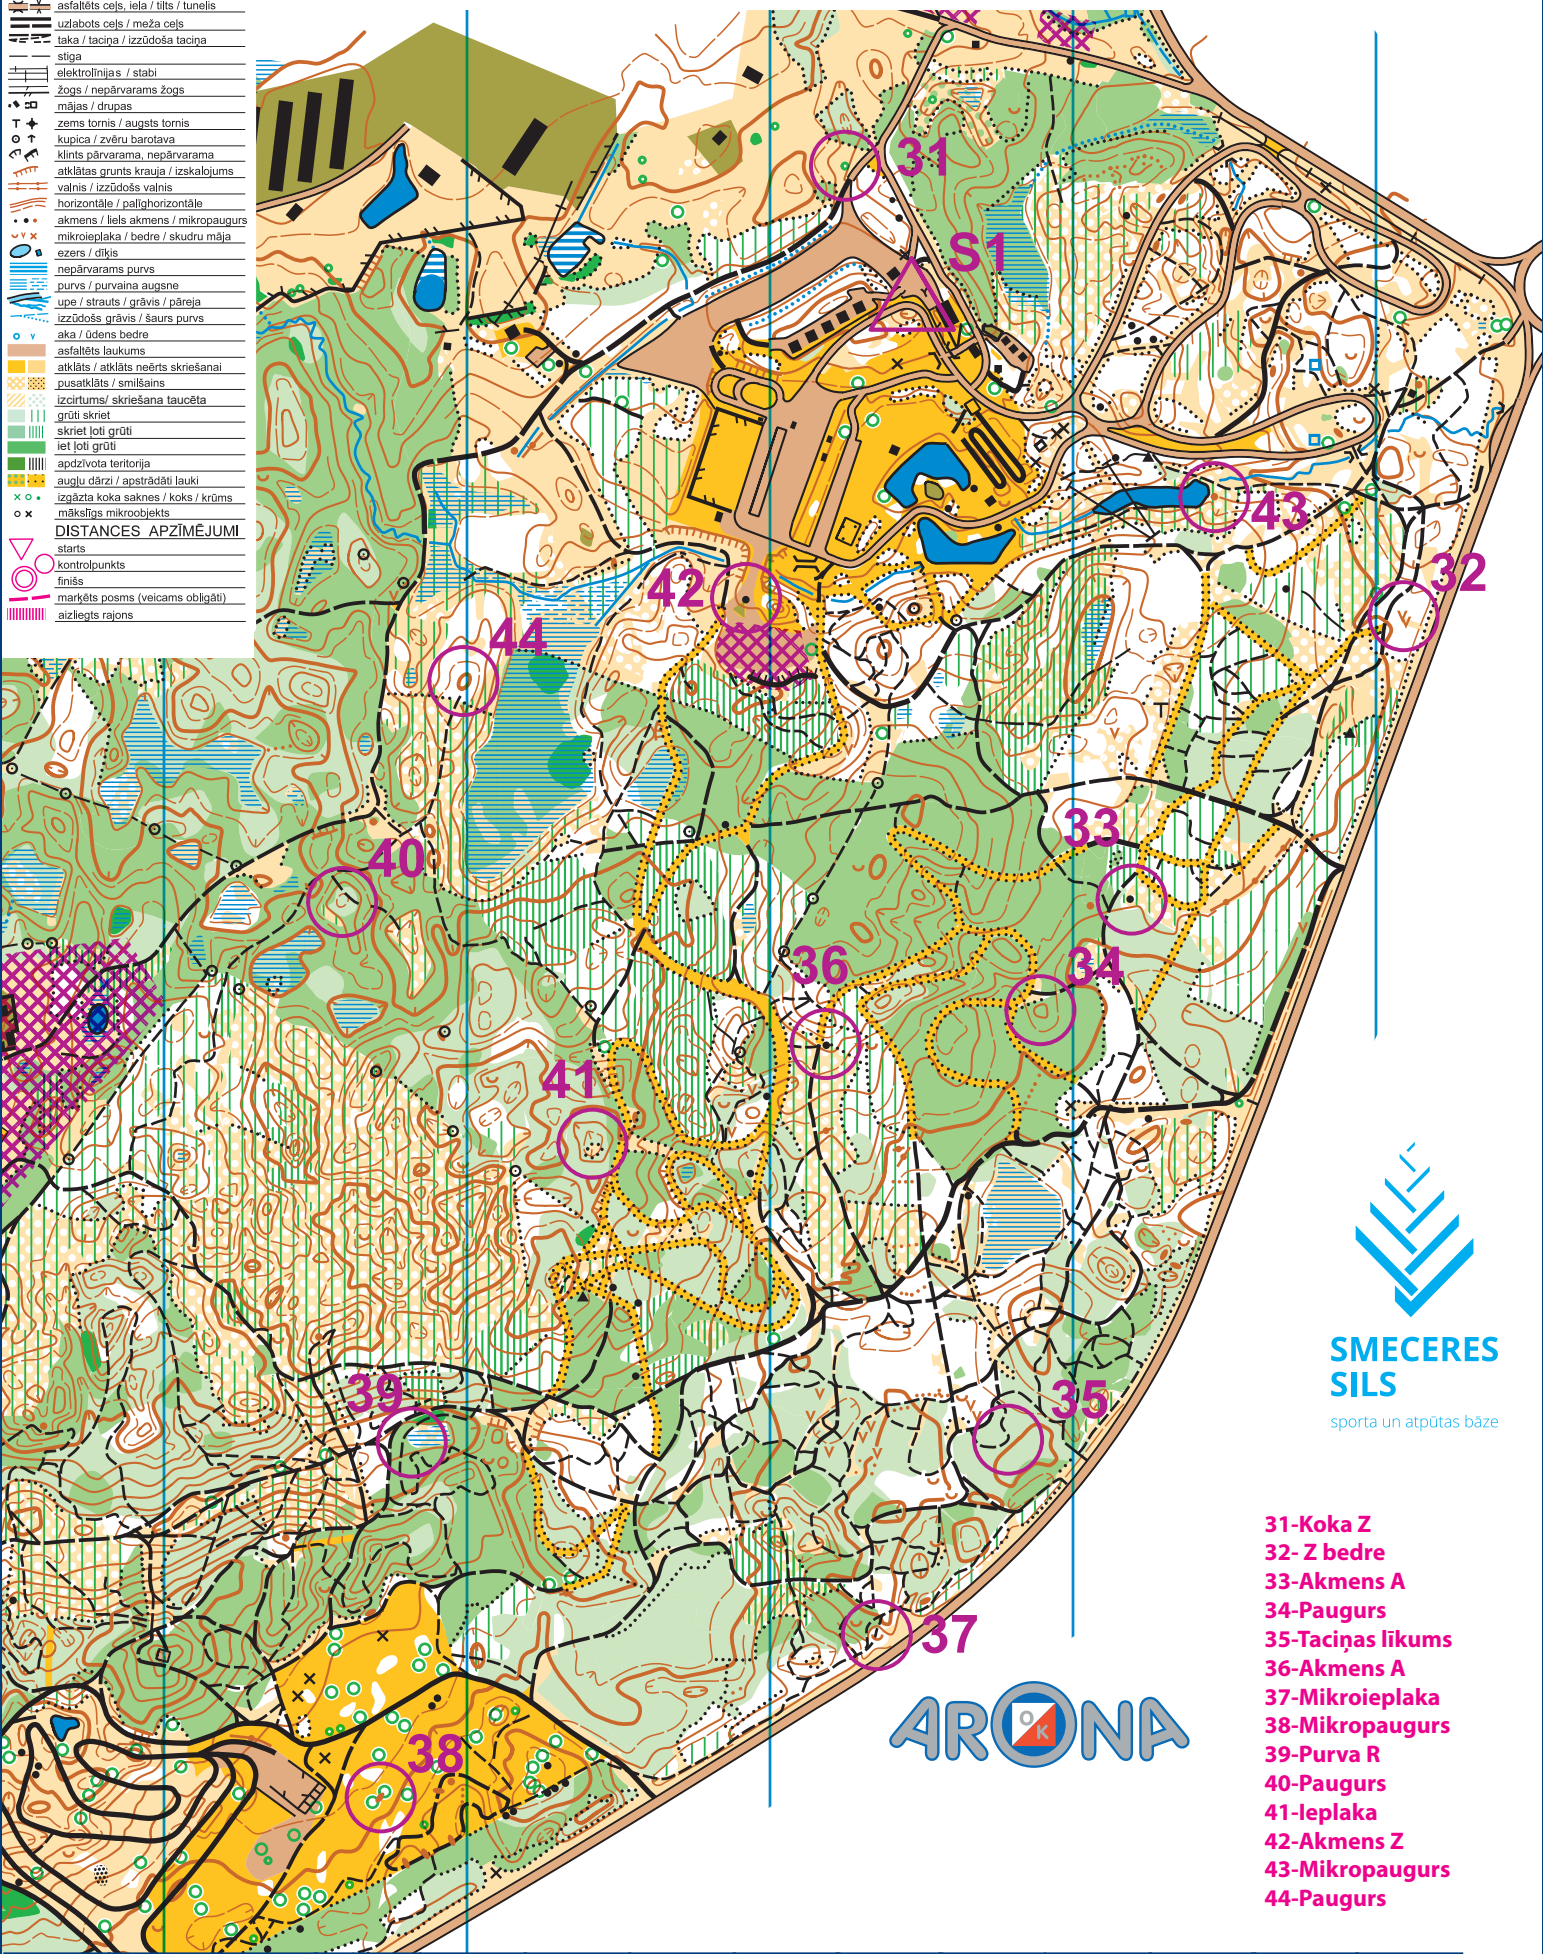 asfaltēts ceļs, iela / tilts / tunelis
uzlabots ceļs / meža ceļs
taka / taciņa / izzūdoša taciņa
stiga
elektrolīnijas / stabi
žogs / nepārvarams žogs
mājas / drupas
zems tornis / augsts tornis
kupica / zvēru barotava
klints pārvarama, nepārvarama
atklātas grunts krauja / izskalojums
vaļnis / izzūdošs vaļnis
horizontāle / palīghorizontāle
akmens / liels akmens / mikropaugurs
mikroieplaka / bedre / skudru māja
ezers / dīķis
nepārvarams purvs
purvs / purvaina augsne
upe / strauts / grāvis / pāreja
izzūdošs grāvis / šaurs purvs
aka / ūdens bedre
asfaltēts laukums
atklāts / atklāts neērts skriešanai
pusatklāts / smilšains
izcirtums/ skriešana taucēta
grūti skriet
skriet ļoti grūti
iet ļoti grūti
apdzīvota teritorija
augļu dārzi / apstrādāti lauki
izgāzta koka saknes / koks / krūms
mākslīgs mikroobjekts
DISTANCES APZĪMĒJUMI
starts
kontrolpunkts
finišs
marķēts posms (veicams obligāti)
aizliegts rajons
31
S1
43
32
42
44
33
40
34
36
41
39
35
37
38
SMECERES
SILS
sporta un atpūtas bāze
31-Koka Z
32- Z bedre
33-Akmens A
34-Paugurs
35-Taciņas līkums
36-Akmens A
37-Mikroieplaka
38-Mikropaugurs
39-Purva R
40-Paugurs
41-Ieplaka
42-Akmens Z
43-Mikropaugurs
44-Paugurs
ARONA
OK